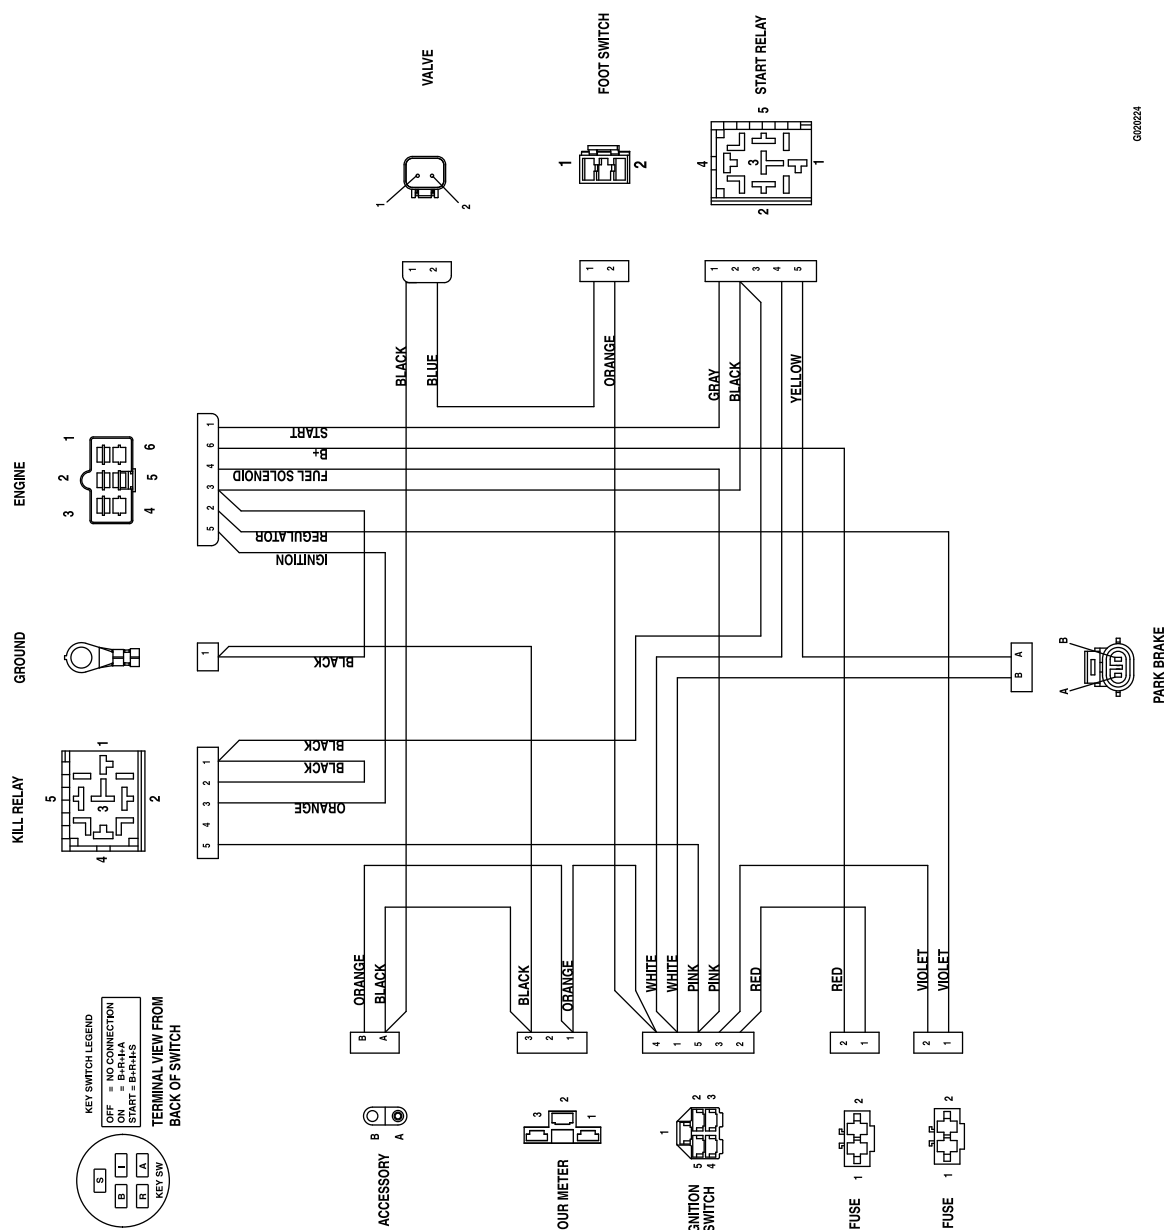 VALVE
1
2
FOOT SWITCH
1
2
START RELAY
4
5
3
2
1
G020224
1
2
1
2
1
2
3
4
5
BLACK
BLUE
ORANGE
GRAY
BLACK
YELLOW
ENGINE
1
2
3
6
5
4
1
6
4
3
2
5
START
B+
FUEL SOLENOID
REGULATOR
IGNITION
GROUND
1
BLACK
KILL RELAY
5
1
3
4
2
1
2
3
4
5
BLACK
BLACK
ORANGE
A
B
B
A
PARK BRAKE
KEY SWITCH LEGEND
OFF = NO CONNECTION
ON = B+R+I+A
START = B+R+I+S
TERMINAL VIEW FROM
BACK OF SWITCH
S
B
I
R
A
KEY SW
ORANGE
BLACK
BLACK
ORANGE
WHITE
WHITE
PINK
PINK
RED
RED
VIOLET
VIOLET
B
A
3
2
1
4
1
5
3
2
2
1
2
1
B
A
ACCESSORY
3
2
1
OUR METER
1
2
3
5
4
GNITION
SWITCH
1
2
FUSE
1
2
FUSE